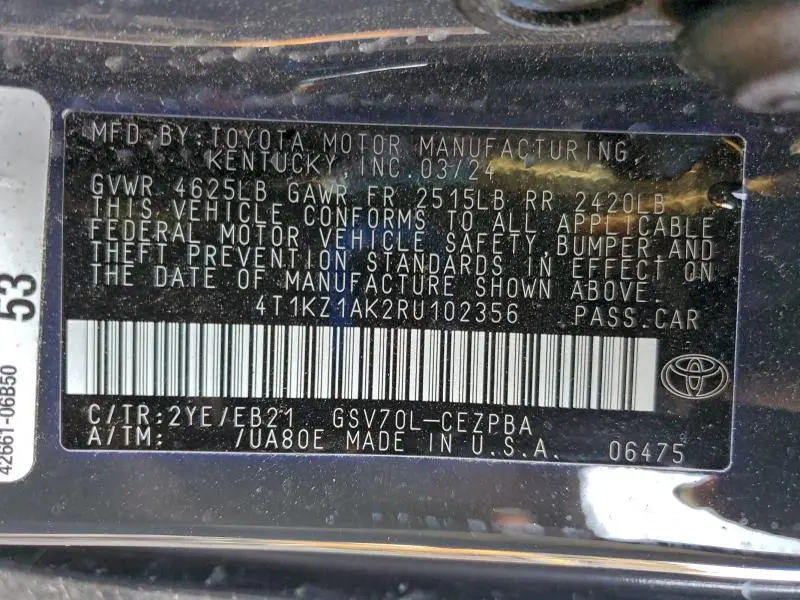 MFD.BY:TOYOTA MOTOR MANUFACTURING,
KENTUCKY,INC.03/24
GVWR 4625LB GAWR FR 2515LB RR 2420LB
THIS VEHICLE CONFORMS TO ALL APPLICABLE
FEDERAL MOTOR VEHICLE SAFETY,BUMPER,AND
THEFT PREVENTION STANDARDS IN EFFECT ON
THE DATE OF MANUFACTURE SHOWN ABOVE.
4T1KZ1AK2RU102356 PASS.CAR
C/TR:2YE/EB21 GSV70L-CEZPBA
A/TM: /UA80E MADE IN U.S.A. 06475
53
42661-06B50